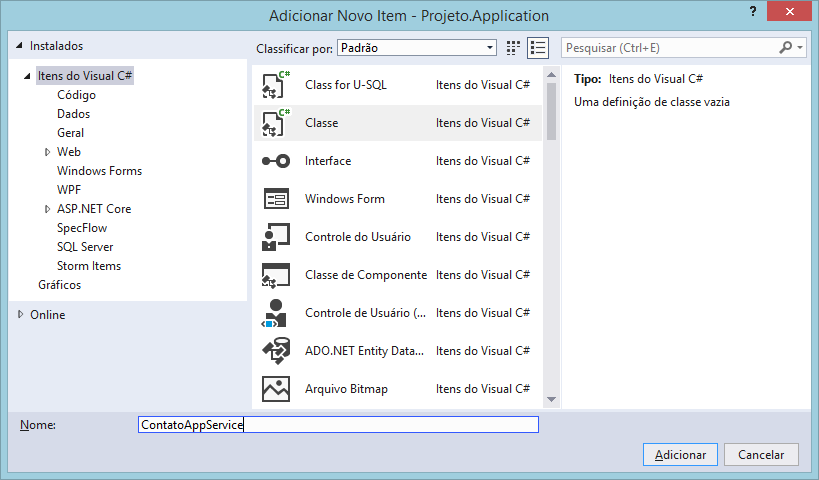 Adicionar Novo Item - Projeto.Application
?
Instalados
Classificar por: Padrão
Pesquisar (Ctrl+E)
Itens do Visual C#
Código
Dados
Geral
Web
Windows Forms
WPF
ASP.NET Core
SpecFlow
SQL Server
Storm Items
Gráficos
Online
C# Class for U-SQL Itens do Visual C#
C# Classe Itens do Visual C#
Interface Itens do Visual C#
Windows Form Itens do Visual C#
Controle do Usuário Itens do Visual C#
Classe de Componente Itens do Visual C#
Controle de Usuário (... Itens do Visual C#
ADO.NET Entity Data... Itens do Visual C#
Arquivo Bitmap Itens do Visual C#
Tipo: Itens do Visual C#
Uma definição de classe vazia
Nome: ContatoAppService
Adicionar Cancelar